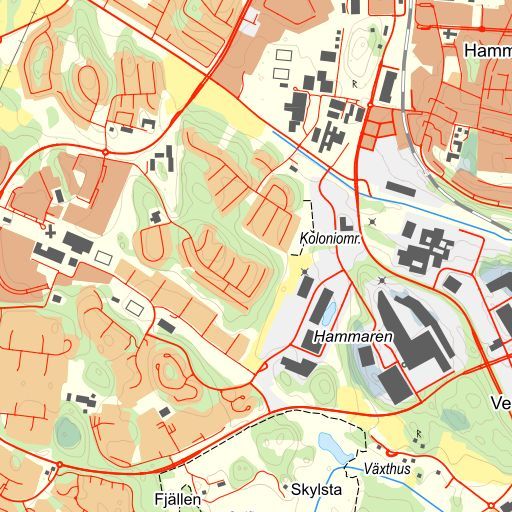 Hamm
Koloniomr.
Hammaren
Ve
Växthus
Skylsta
Fjällen
R
R